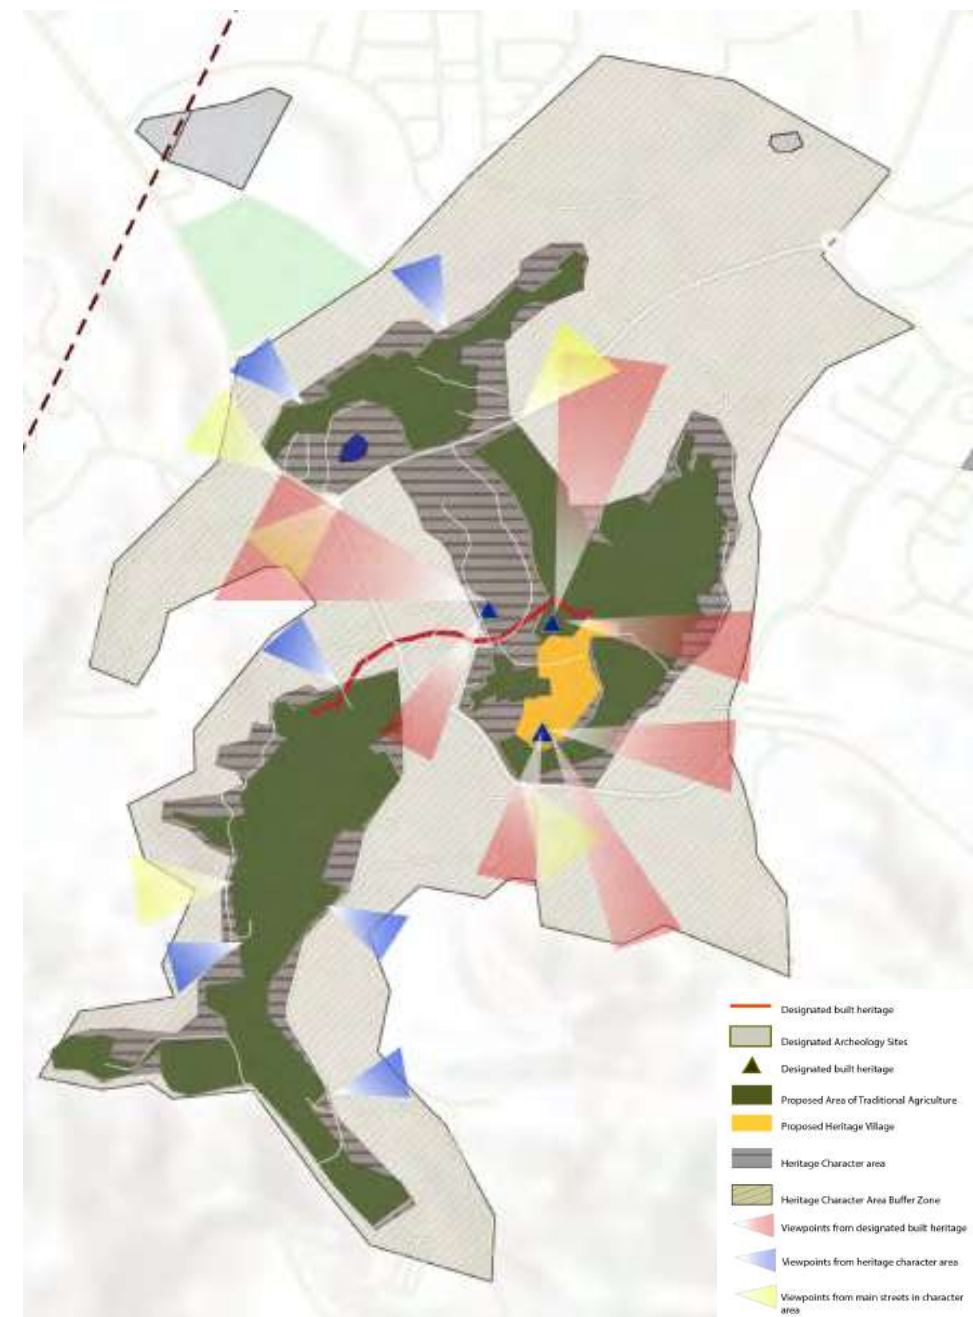 Designated built heritage
Designated Archeology Sites
Designated built heritage
Proposed Area of Traditional Agriculture
Proposed Heritage Village
Heritage Character area
Heritage Character Area Buffer Zone
Viewpoints from designated built heritage
Viewpoints from heritage character area
Viewpoints from main streets in character
area